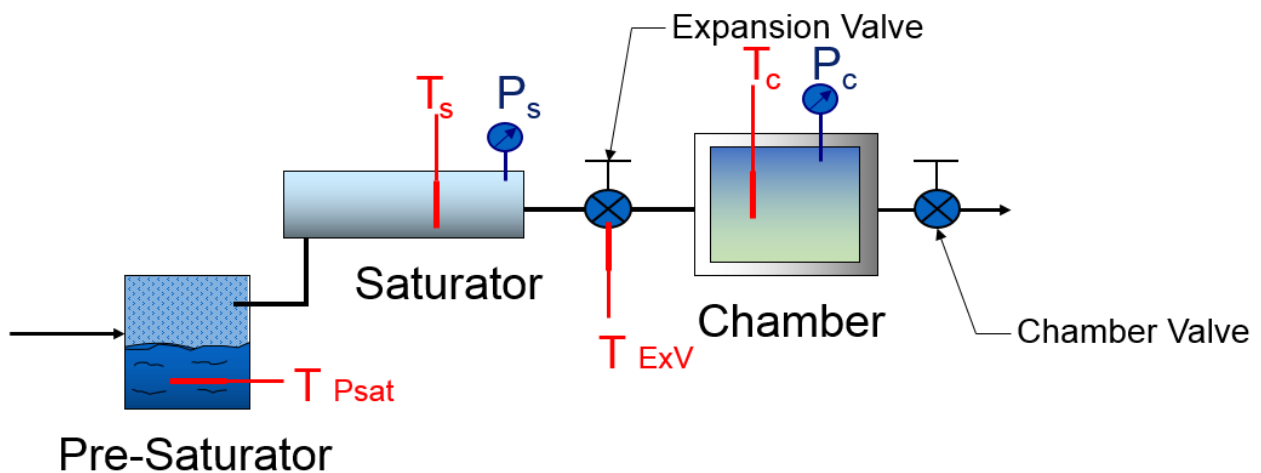 Expansion Valve
Ts
Ps
Tc
Pc
Saturator
Chamber
Chamber Valve
T ExV
T Psat
Pre-Saturator